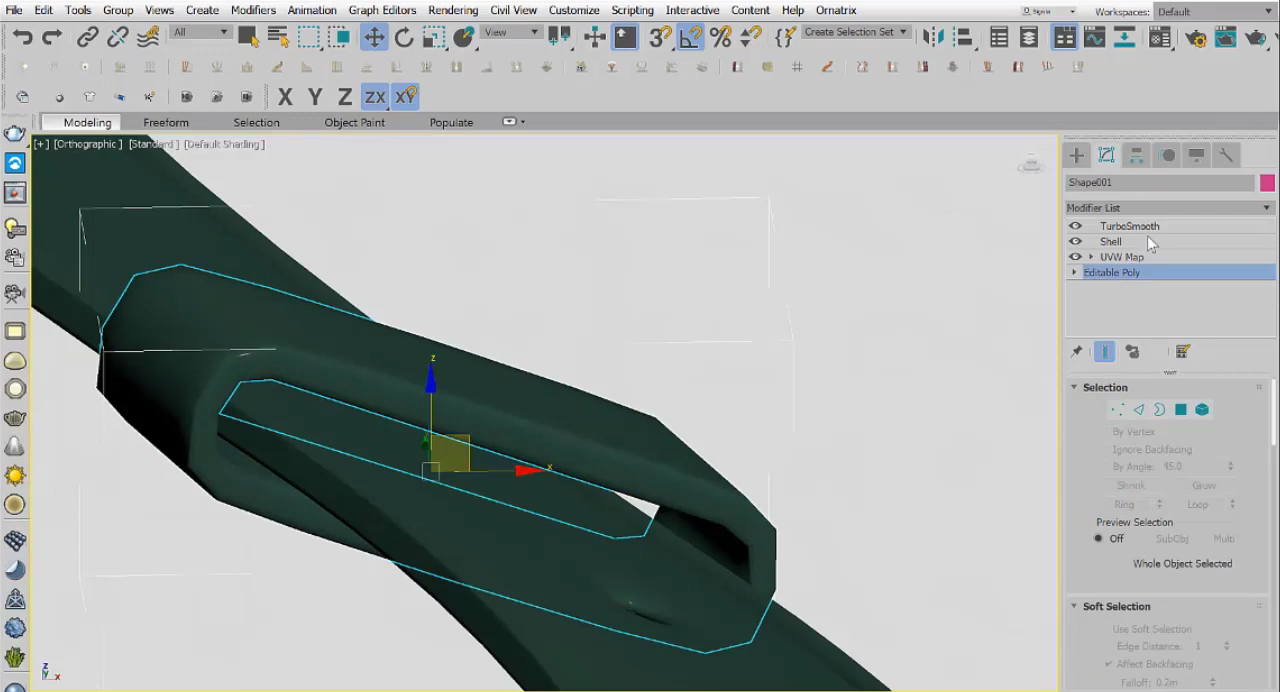 File Edit Tools Group Views Create Modifiers Animation Graph Editors Rendering Civil View Customize Scripting Interactive Content Help Ornatrix Sign In Workspaces: Default
All View Create Selection Set
X Y Z ZX XY
Modeling Freeform Selection Object Paint Populate
[+] [Orthographic ] [Standard ] [Default Shading ]
Shape001
Modifier List
TurboSmooth
Shell
UVW Map
Editable Poly
Selection
By Vertex
Ignore Backfacing
By Angle: 45.0
Shrink Grow
Ring Loop
Preview Selection
Off SubObj Multi
Whole Object Selected
Soft Selection
Use Soft Selection
Edge Distance: 1
Affect Backfacing
Falloff: 0.2m
z
x
z
y x